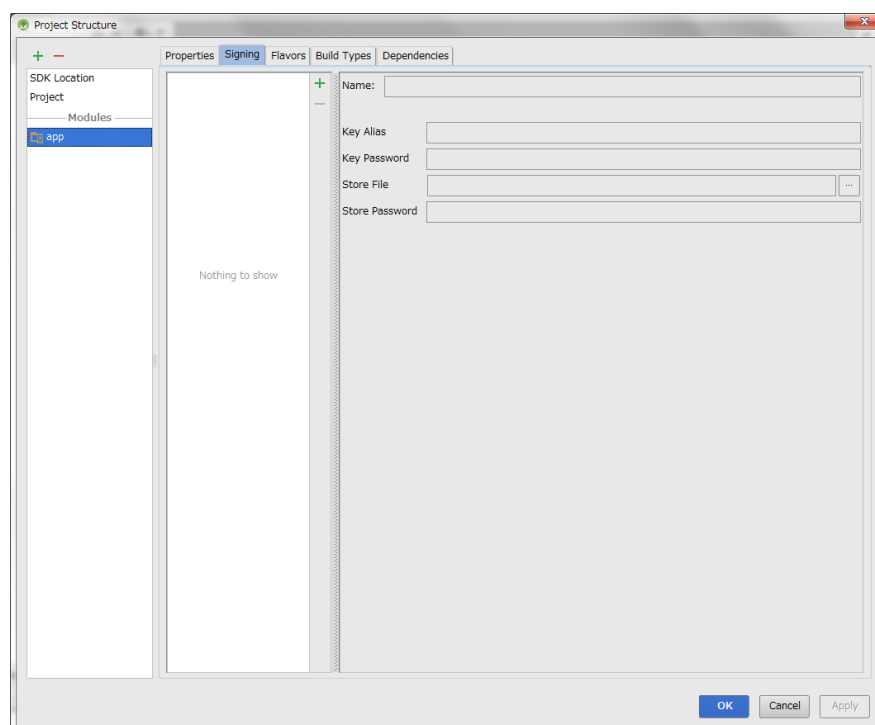 Project Structure
Properties Signing Flavors Build Types Dependencies
SDK Location
Project
Modules
app
Nothing to show
Name:
Key Alias
Key Password
Store File
...
Store Password
OK Cancel Apply